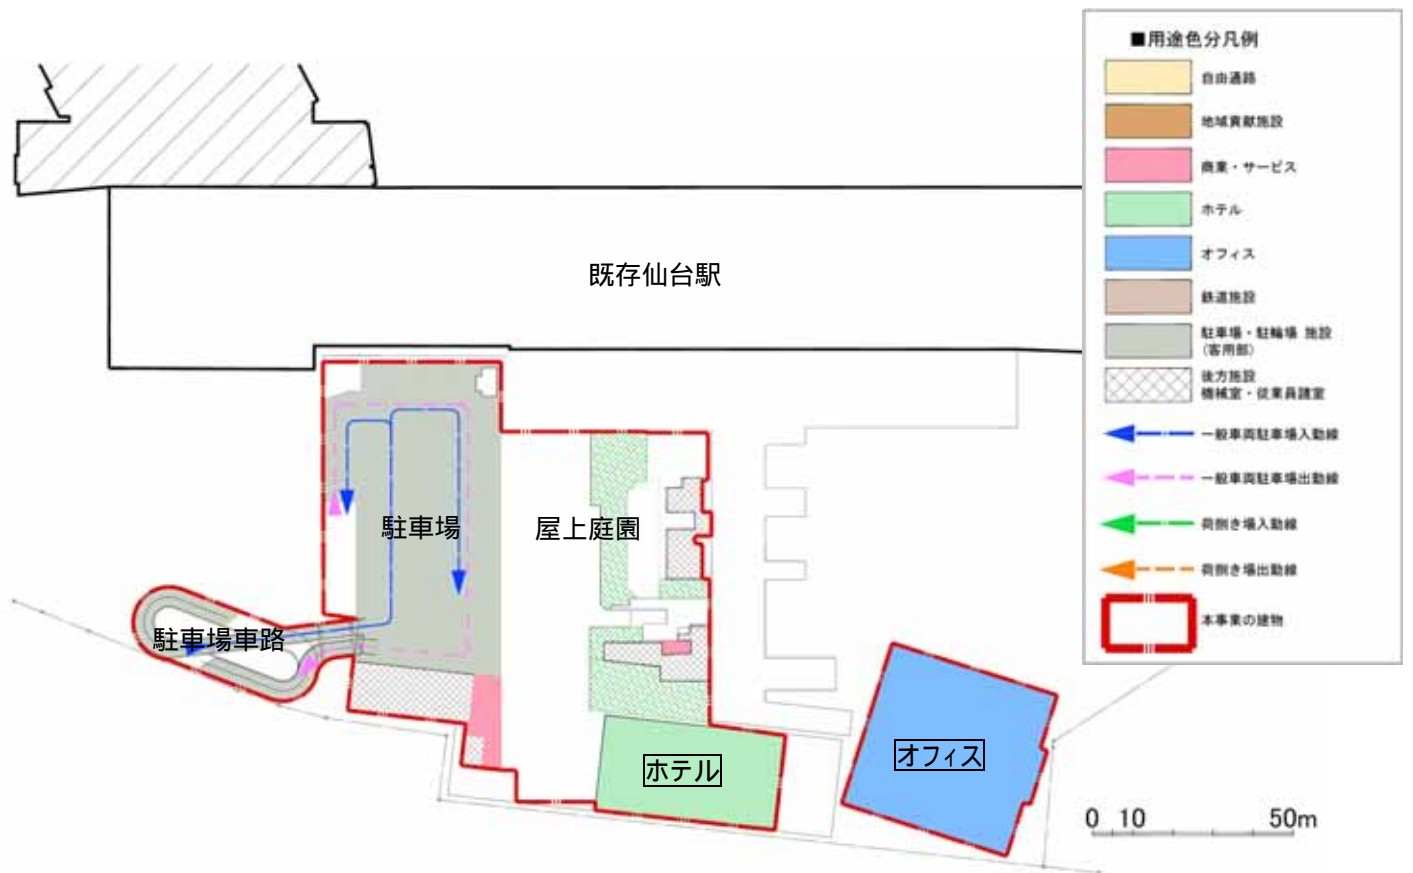 ■用途色分凡例
自由通路
地域貢献施設
商業・サービス
ホテル
オフィス
鉄道施設
駐車場・駐輪場 施設
(客用部)
後方施設
機械室・従業員諸室
一般車両駐車場入動線
一般車両駐車場出動線
荷捌き場入動線
荷捌き場出動線
本事業の建物
既存仙台駅
駐車場
屋上庭園
駐車場車路
ホテル
オフィス
0 10 50m